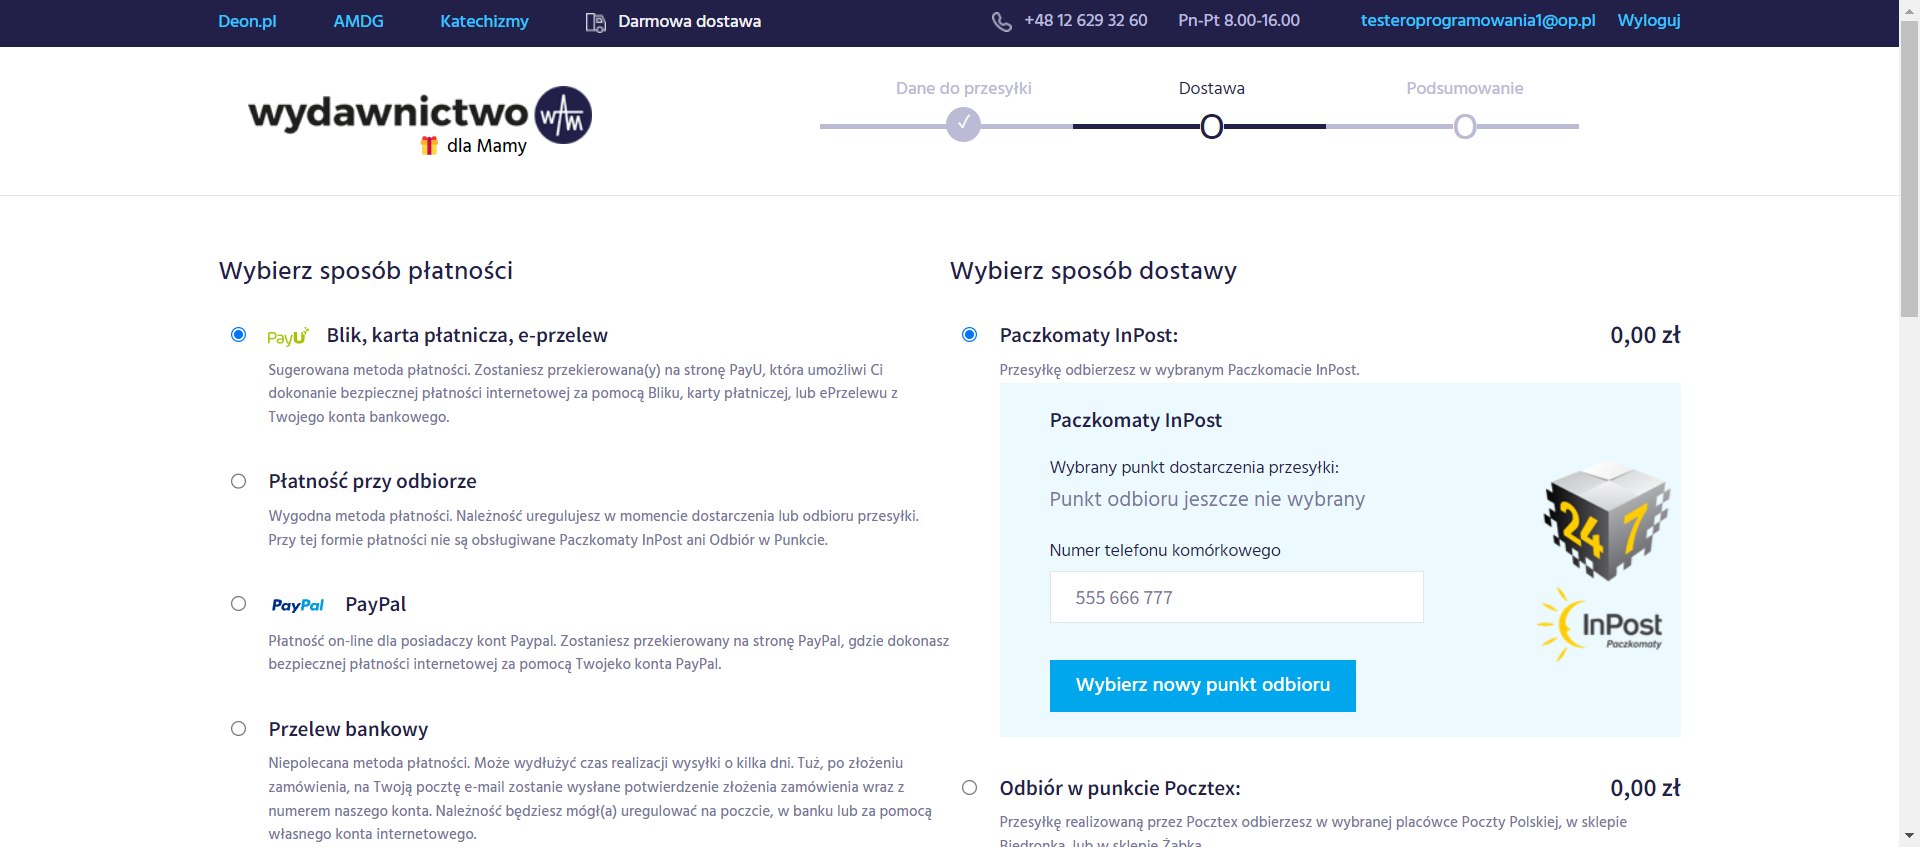 Deon.pl AMDG Katechizmy Darmowa dostawa +48 12 629 32 60 Pn-Pt 8.00-16.00 testeroprogramowania1@op.pl Wyloguj
wydawnictwo WAM
dla Mamy
Dane do przesyłki Dostawa Podsumowanie
Wybierz sposób płatności
PayU Blik, karta płatnicza, e-przelew
Sugerowana metoda płatności. Zostaniesz przekierowana(y) na stronę PayU, która umożliwi Ci
dokonanie bezpiecznej płatności internetowej za pomocą Bliku, karty płatniczej, lub ePrzelewu z
Twojego konta bankowego.
Płatność przy odbiorze
Wygodna metoda płatności. Należność uregulujesz w momencie dostarczenia lub odbioru przesyłki.
Przy tej formie płatności nie są obsługiwane Paczkomaty InPost ani Odbiór w Punkcie.
PayPal PayPal
Płatność on-line dla posiadaczy kont Paypal. Zostaniesz przekierowany na stronę PayPal, gdzie dokonasz
bezpiecznej płatności internetowej za pomocą Twojeko konta PayPal.
Przelew bankowy
Niepolecana metoda płatności. Może wydłużyć czas realizacji wysyłki o kilka dni. Tuż, po złożeniu
zamówienia, na Twoją pocztę e-mail zostanie wysłane potwierdzenie złożenia zamówienia wraz z
numerem naszego konta. Należność będziesz mógł(a) uregulować na poczcie, w banku lub za pomocą
własnego konta internetowego.
Wybierz sposób dostawy
Paczkomaty InPost: 0,00 zł
Przesyłkę odbierzesz w wybranym Paczkomacie InPost.
Paczkomaty InPost
Wybrany punkt dostarczenia przesyłki:
Punkt odbioru jeszcze nie wybrany
Numer telefonu komórkowego
555 666 777
Wybierz nowy punkt odbioru
24 7
InPost
Paczkomaty
Odbiór w punkcie Pocztex: 0,00 zł
Przesyłkę realizowaną przez Pocztex odbierzesz w wybranej placówce Poczty Polskiej, w sklepie
Biedronka, lub w sklepie Żabka